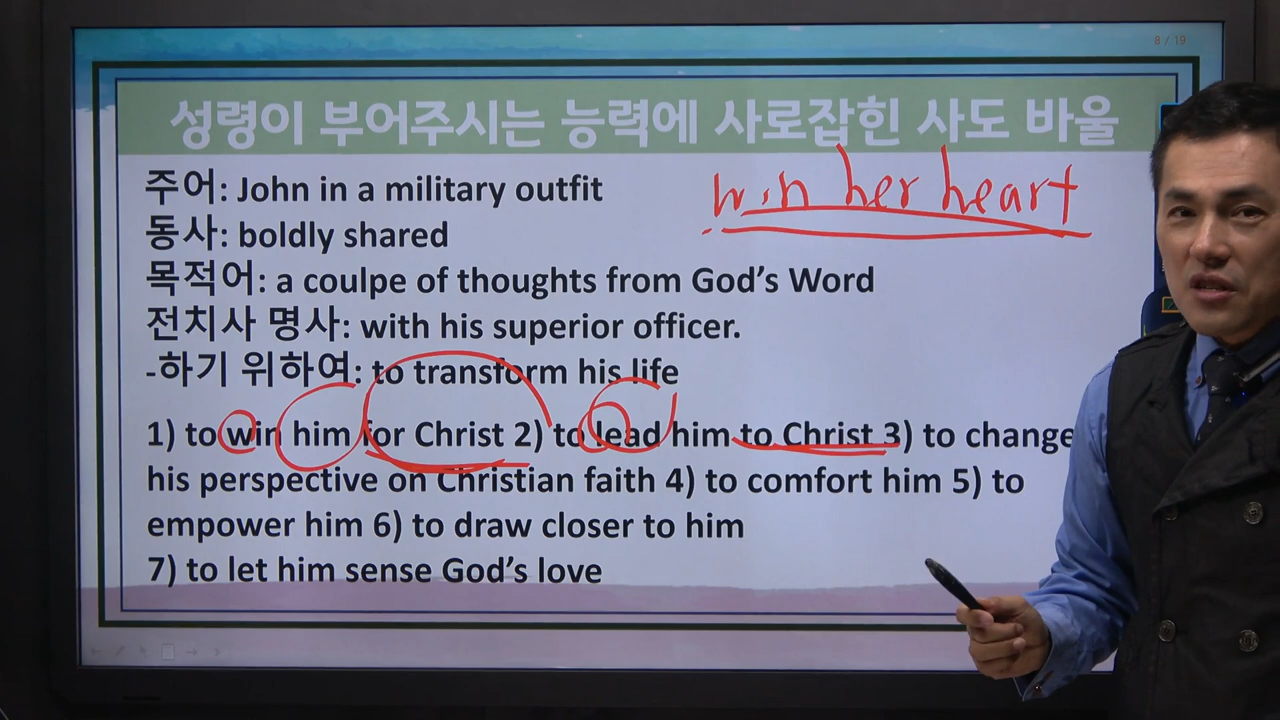 8 / 19
성령이 부어주시는 능력에 사로잡힌 사도 바울
주어: John in a military outfit
win her heart
동사: boldly shared
목적어: a coulpe of thoughts from God's Word
전치사 명사: with his superior officer.
-하기 위하여: to transform his life
1) to win him for Christ 2) to lead him to Christ 3) to change
his perspective on Christian faith 4) to comfort him 5) to
empower him 6) to draw closer to him
7) to let him sense God's love